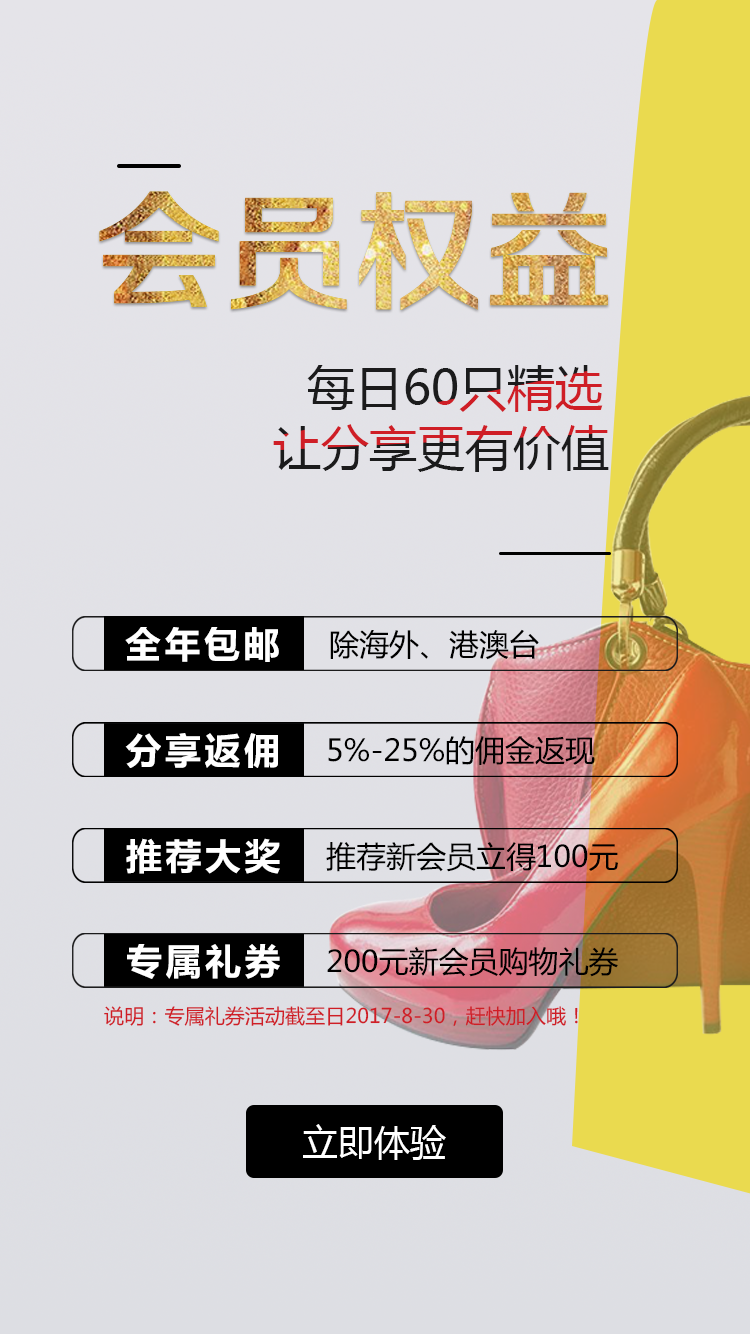 会员权益
每日60只精选
让分享更有价值
全年包邮 除海外、港澳台
分享返佣 5%-25%的佣金返现
推荐大奖 推荐新会员立得100元
专属礼券 200元新会员购物礼券
说明：专属礼券活动截至日2017-8-30，赶快加入哦！
立即体验